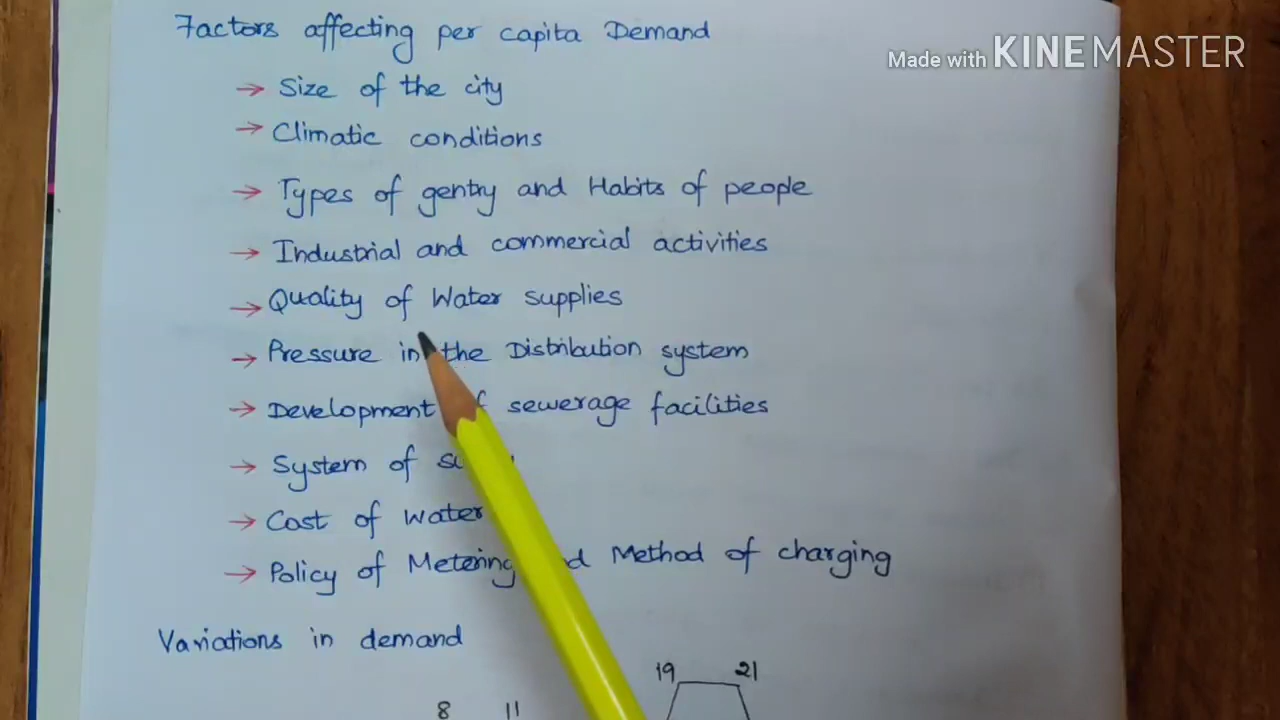 Factors affecting per capita Demand
Made with KINEMASTER
→ Size of the city
→ Climatic conditions
→ Types of gentry and Habits of people
→ Industrial and commercial activities
→ Quality of Water supplies
→ Pressure in the Distribution system
→ Development of sewerage facilities
→ System of
→ Cost of water
→ Policy of Metering and Method of charging
Variations in demand
19 21
8 11